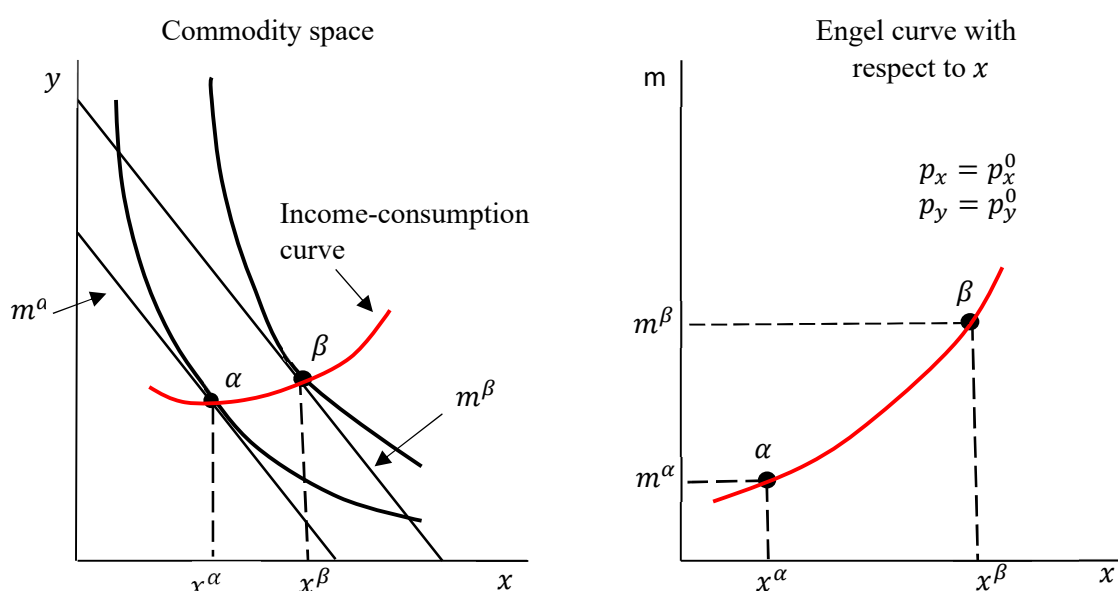 Commodity space
y
Income-consumption
curve
m^α
α
β
m^β
x^α
x^β
x
Engel curve with
respect to x
m
p_x = p_x^0
p_y = p_y^0
m^β
β
α
m^α
x^α
x^β
x